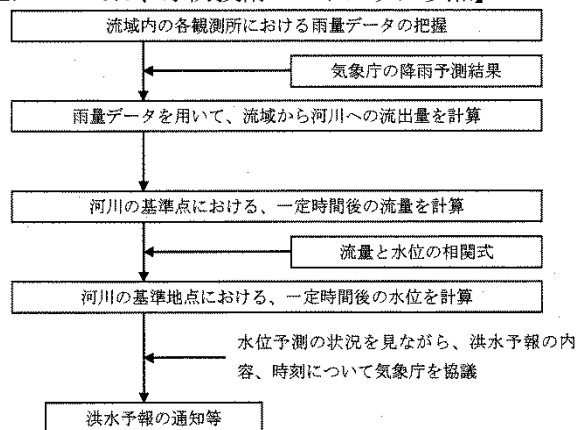 流域内の各観測所における雨量データの把握
気象庁の降雨予測結果
雨量データを用いて、流域から河川への流出量を計算
河川の基準点における、一定時間後の流量を計算
流量と水位の相関式
河川の基準地点における、一定時間後の水位を計算
水位予測の状況を見ながら、洪水予報の内
容、時刻について気象庁を協議
洪水予報の通知等